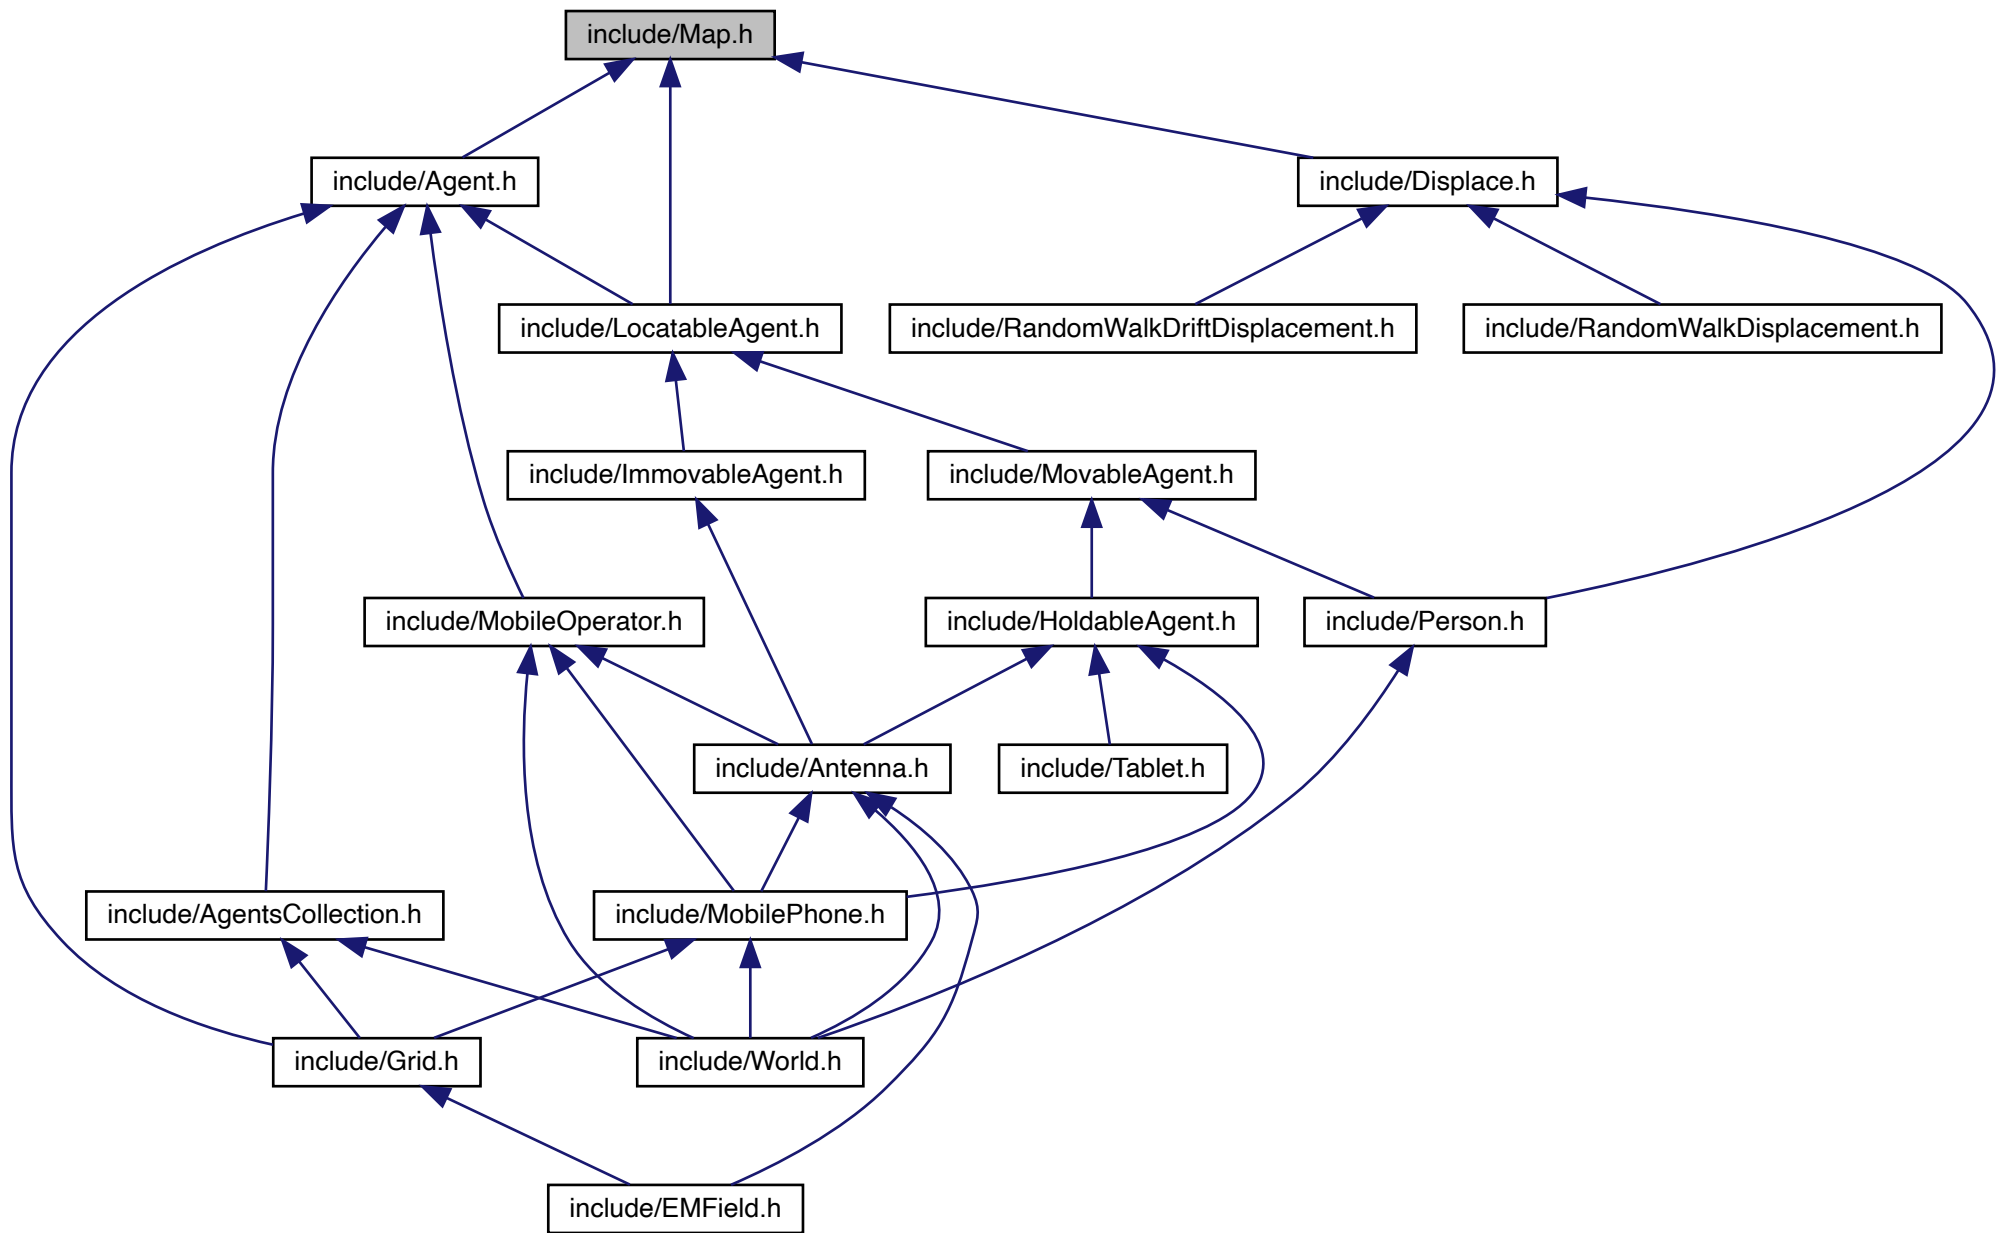 include/Map.h
include/Agent.h
include/Displace.h
include/LocatableAgent.h
include/RandomWalkDriftDisplacement.h
include/RandomWalkDisplacement.h
include/ImmovableAgent.h
include/MovableAgent.h
include/MobileOperator.h
include/HoldableAgent.h
include/Person.h
include/Antenna.h
include/Tablet.h
include/AgentsCollection.h
include/MobilePhone.h
include/Grid.h
include/World.h
include/EMField.h